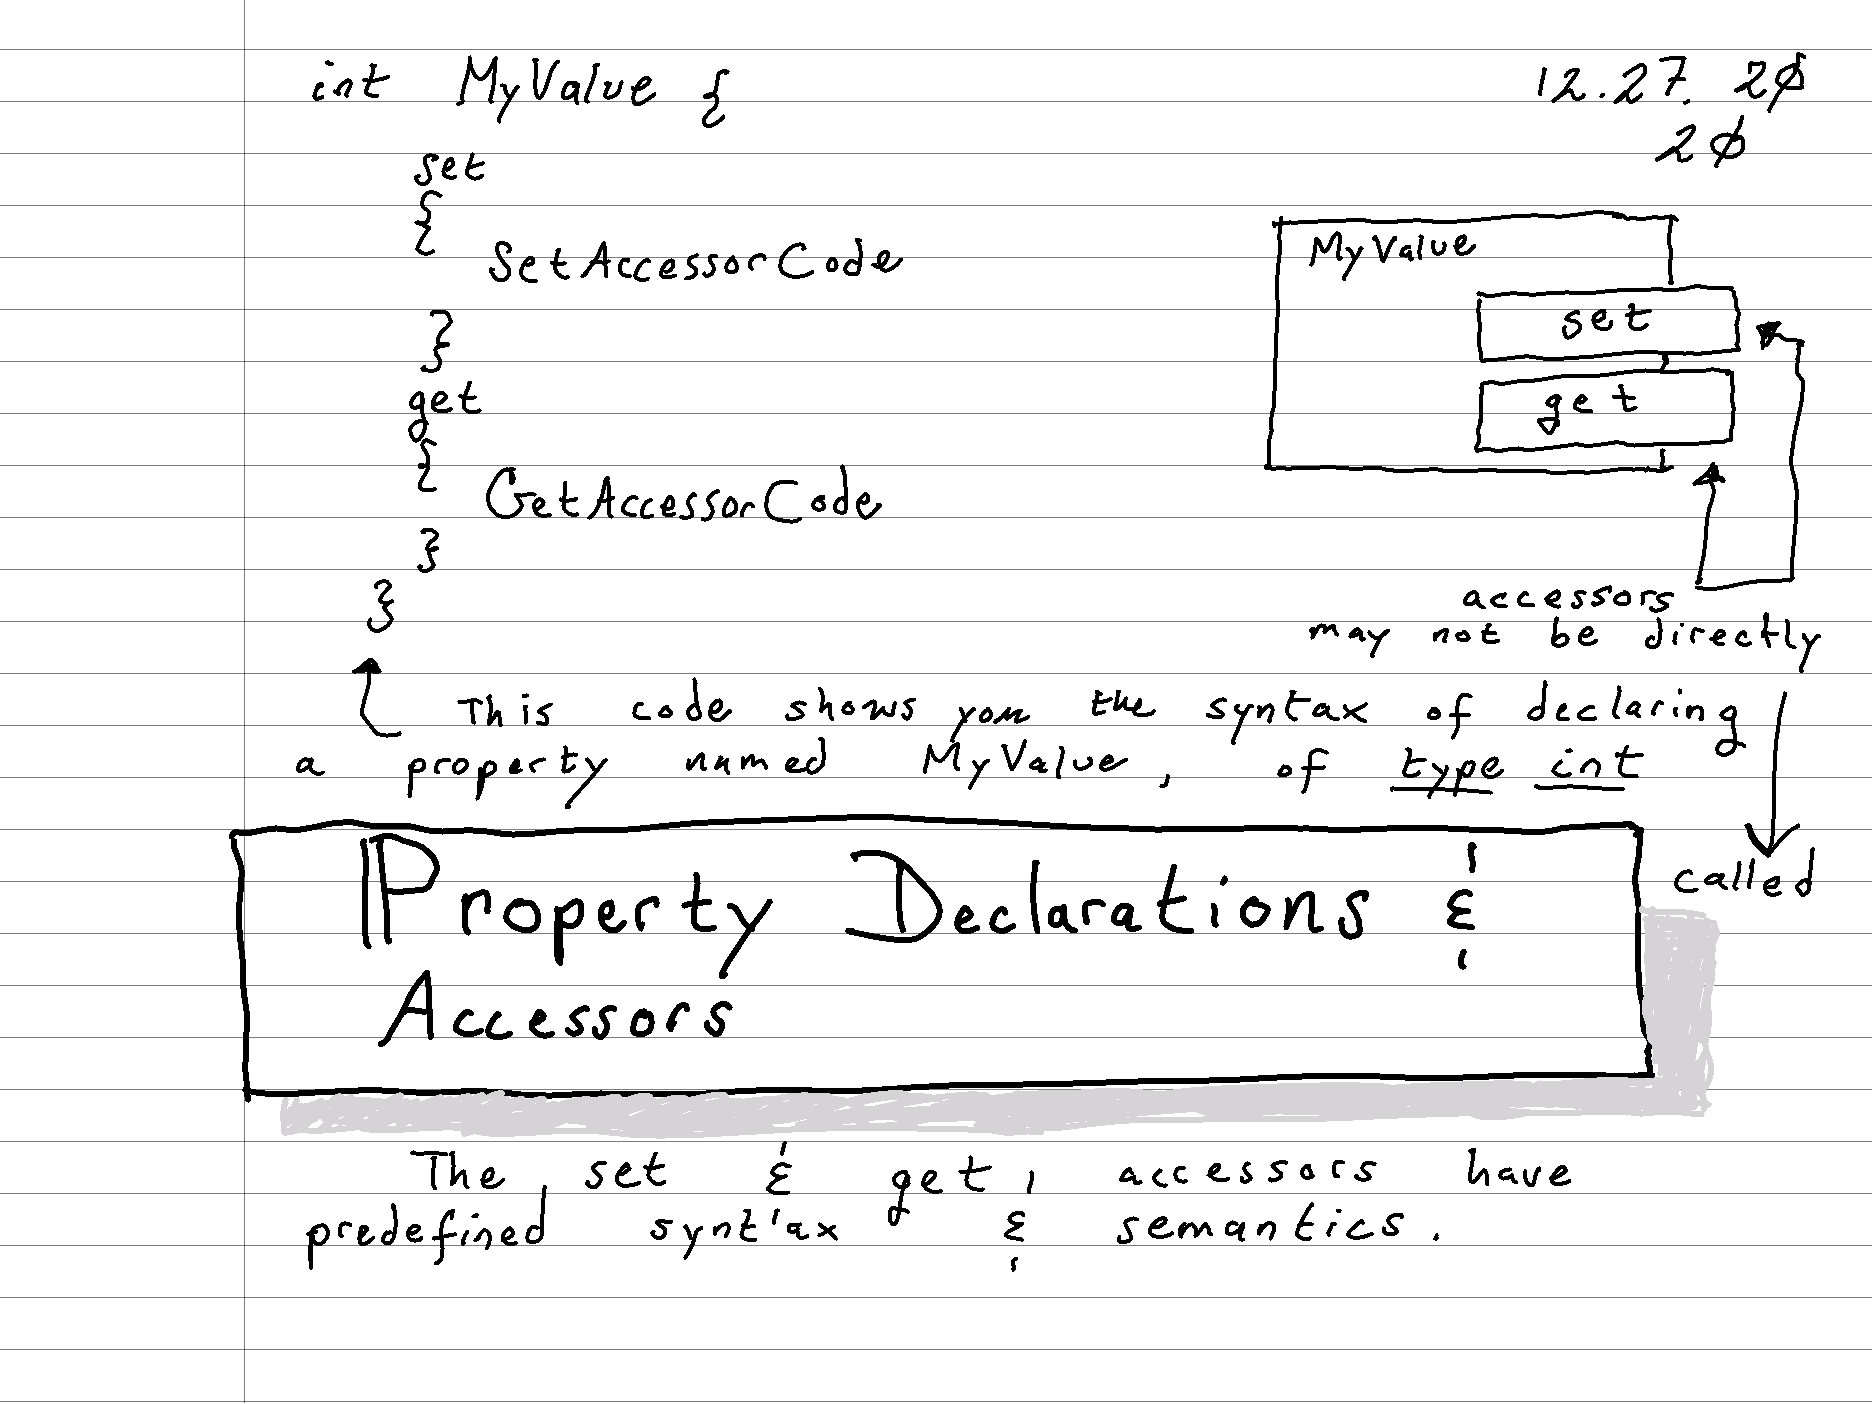 int MyValue {
12.27.20
20
set
{
SetAccessorCode
}
get
{
GetAccessorCode
}
}
MyValue
set
get
accessors
may not be directly
called
This code shows you the syntax of declaring
a property named MyValue, of type int
Property Declarations &
Accessors
The set & get accessors have
predefined syntax & semantics.